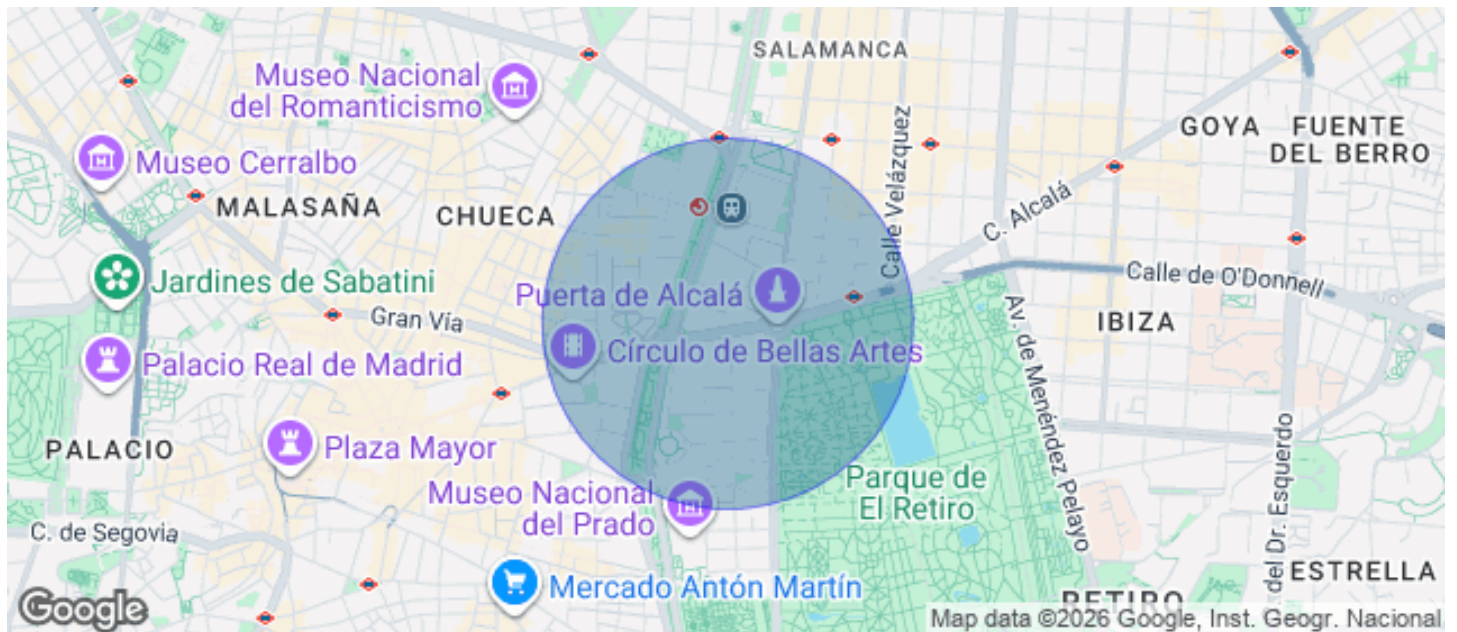 SALAMANCA
Museo Nacional
del Romanticismo
Calle Velázquez
GOYA
FUENTE
DEL BERRO
Museo Cerralbo
MALASAÑA
CHUECA
C. Alcalá
Jardines de Sabatini
Puerta de Alcalá
Calle de O'Donnell
Gran Vía
IBIZA
Palacio Real de Madrid
Círculo de Bellas Artes
Av. de Menéndez Pelayo
PALACIO
Plaza Mayor
Museo Nacional
del Prado
Parque de
El Retiro
. del Dr. Esquerdo
C. de Segovia
Mercado Antón Martín
ESTRELLA
RETIRO
Google
Map data ©2026 Google, Inst. Geogr. Nacional